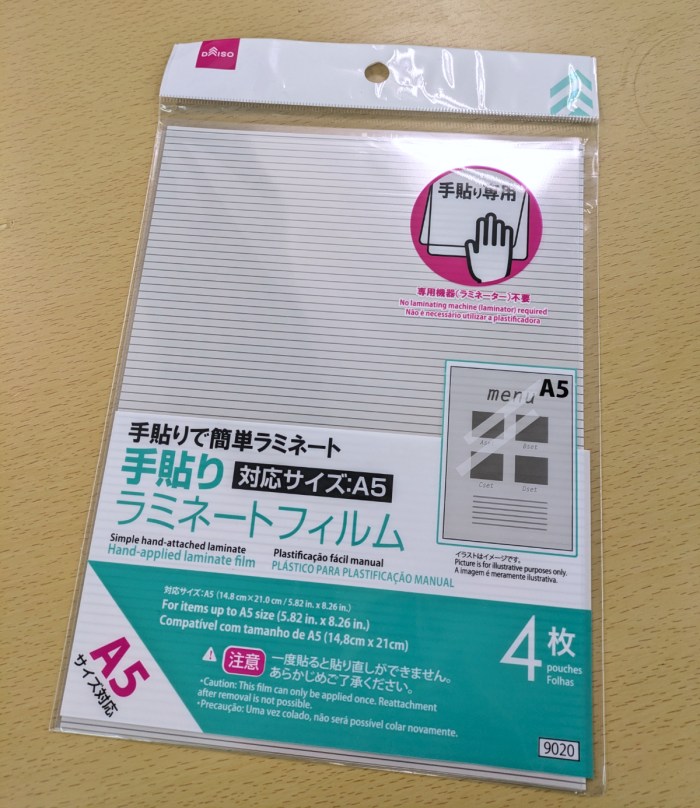 DAISO
手貼り専用
専用機器(ラミネーター)不要
No laminating machine (laminator) required
Não é necessário utilizar a plastificadora
A5
menu
Aset
Bset
Cset
Dset
イラストはイメージです。
Picture is for illustrative purposes only.
A imagem é meramente ilustrativa.
手貼りで簡単ラミネート
手貼り 対応サイズ:A5
ラミネートフィルム
Simple hand-attached laminate
Hand-applied laminate film
Plastificação fácil manual
PLÁSTICO PARA PLASTIFICAÇÃO MANUAL
対応サイズ:A5 (14.8 cm×21.0 cm / 5.82 in. x 8.26 in.)
For items up to A5 size (5.82 in. x 8.26 in.)
Compatível com tamanho de A5 (14,8cm x 21cm)
4枚
pouches
Folhas
注意 一度貼ると貼り直しができません。
あらかじめご了承ください。
•Caution: This film can only be applied once. Reattachment
after removal is not possible.
•Precaução: Uma vez colado, não será possível colar novamente.
A5
サイズ対応
9020